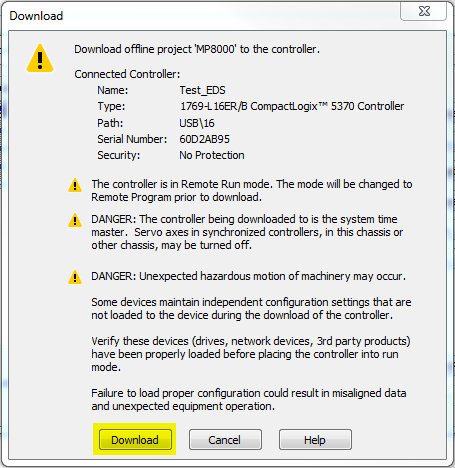 Download
Download offline project 'MP8000' to the controller.
Connected Controller:
Name: Test_EDS
Type: 1769-L16ER/B CompactLogix™ 5370 Controller
Path: USB\16
Serial Number: 60D2AB95
Security: No Protection
The controller is in Remote Run mode. The mode will be changed to
Remote Program prior to download.
DANGER: The controller being downloaded to is the system time
master. Servo axes in synchronized controllers, in this chassis or
other chassis, may be turned off.
DANGER: Unexpected hazardous motion of machinery may occur.
Some devices maintain independent configuration settings that are
not loaded to the device during the download of the controller.
Verify these devices (drives, network devices, 3rd party products)
have been properly loaded before placing the controller into run
mode.
Failure to load proper configuration could result in misaligned data
and unexpected equipment operation.
Download Cancel Help